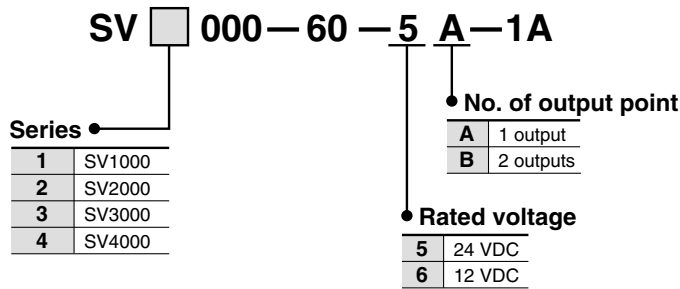 SV 000 — 60 — 5 A — 1A
Series
1 SV1000
2 SV2000
3 SV3000
4 SV4000
No. of output point
A 1 output
B 2 outputs
Rated voltage
5 24 VDC
6 12 VDC